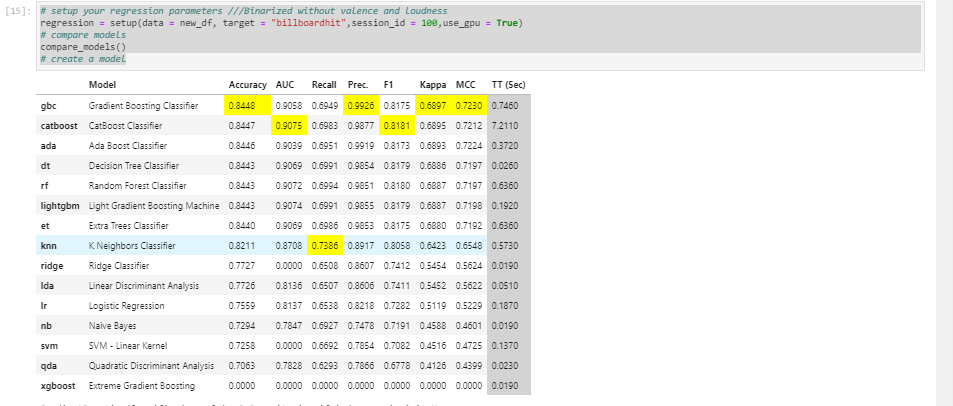 [15]:
# setup your regression parameters ///Binarized without valence and loudness
regression = setup(data = new_df, target = "billboardhit",session_id = 100,use_gpu = True)
# compare models
compare_models()
# create a model
Model Accuracy AUC Recall Prec. F1 Kappa MCC TT (Sec)
gbc Gradient Boosting Classifier 0.8448 0.9058 0.6949 0.9926 0.8175 0.6897 0.7230 0.7460
catboost CatBoost Classifier 0.8447 0.9075 0.6983 0.9877 0.8181 0.6895 0.7212 7.2110
ada Ada Boost Classifier 0.8446 0.9039 0.6951 0.9919 0.8173 0.6893 0.7224 0.3720
dt Decision Tree Classifier 0.8443 0.9069 0.6991 0.9854 0.8179 0.6886 0.7197 0.0260
rf Random Forest Classifier 0.8443 0.9072 0.6994 0.9851 0.8180 0.6887 0.7197 0.6360
lightgbm Light Gradient Boosting Machine 0.8443 0.9074 0.6991 0.9855 0.8179 0.6887 0.7198 0.1920
et Extra Trees Classifier 0.8440 0.9069 0.6986 0.9853 0.8175 0.6880 0.7192 0.6360
knn K Neighbors Classifier 0.8211 0.8708 0.7386 0.8917 0.8058 0.6423 0.6548 0.5730
ridge Ridge Classifier 0.7727 0.0000 0.6508 0.8607 0.7412 0.5454 0.5624 0.0190
lda Linear Discriminant Analysis 0.7726 0.8136 0.6507 0.8606 0.7411 0.5452 0.5622 0.0510
lr Logistic Regression 0.7559 0.8137 0.6538 0.8218 0.7282 0.5119 0.5229 0.1870
nb Naive Bayes 0.7294 0.7847 0.6927 0.7478 0.7191 0.4588 0.4601 0.0190
svm SVM - Linear Kernel 0.7258 0.0000 0.6692 0.7854 0.7082 0.4516 0.4725 0.1370
qda Quadratic Discriminant Analysis 0.7063 0.7828 0.6293 0.7866 0.6778 0.4126 0.4399 0.0230
xgboost Extreme Gradient Boosting 0.0000 0.0000 0.0000 0.0000 0.0000 0.0000 0.0000 0.0190